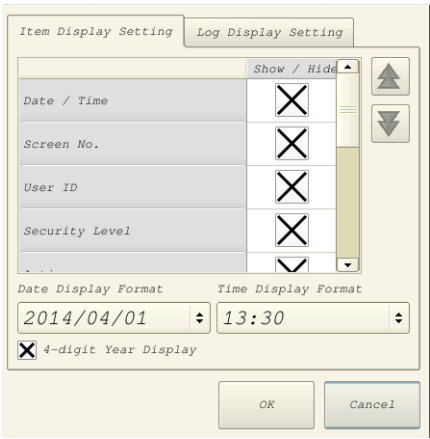 Item Display Setting
Log Display Setting
Show / Hide
Date / Time
Screen No.
User ID
Security Level
Date Display Format
Time Display Format
2014/04/01
13:30
4-digit Year Display
OK
Cancel